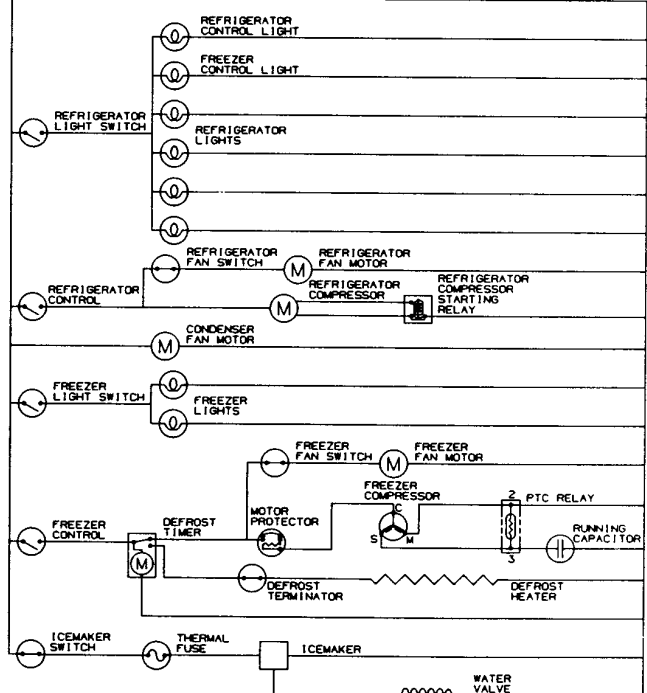 REFRIGERATOR
CONTROL LIGHT
FREEZER
CONTROL LIGHT
REFRIGERATOR
LIGHT SWITCH
REFRIGERATOR
LIGHTS
REFRIGERATOR
FAN SWITCH
M
REFRIGERATOR
FAN MOTOR
REFRIGERATOR
CONTROL
M
REFRIGERATOR
COMPRESSOR
REFRIGERATOR
COMPRESSOR
STARTING
RELAY
CONDENSER
FAN MOTOR
M
FREEZER
LIGHT SWITCH
FREEZER
LIGHTS
FREEZER
FAN SWITCH
M
FREEZER
FAN MOTOR
FREEZER
COMPRESSOR
C
S
M
2
PTC RELAY
3
RUNNING
CAPACITOR
FREEZER
CONTROL
DEFROST
TIMER
M
MOTOR
PROTECTOR
DEFROST
TERMINATOR
DEFROST
HEATER
ICEMAKER
SWITCH
THERMAL
FUSE
ICEMAKER
WATER
VALVE